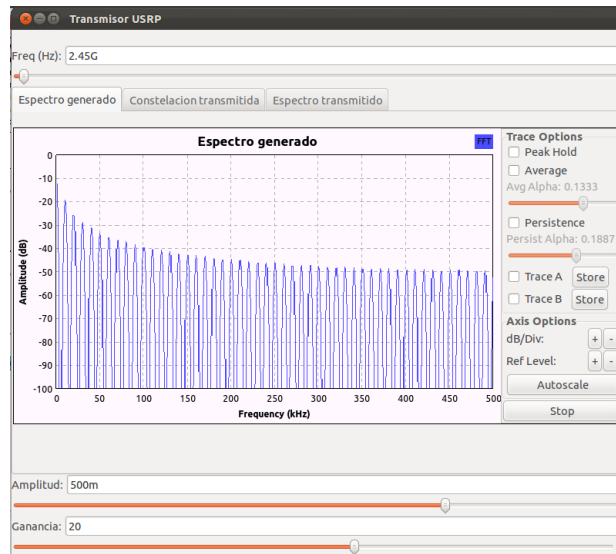 Transmisor USRP
Freq (Hz): 2.45G
Espectro generado Constelacion transmitida Espectro transmitido
Espectro generado
FFT
Amplitude (dB)
0
-10
-20
-30
-40
-50
-60
-70
-80
-90
-100
0 50 100 150 200 250 300 350 400 450 500
Frequency (kHz)
Trace Options
Peak Hold
Average
Avg Alpha: 0.1333
Persistence
Persist Alpha: 0.1887
Trace A Store
Trace B Store
Axis Options
dB/Div: + -
Ref Level: + -
Autoscale
Stop
Amplitud: 500m
Ganancia: 20